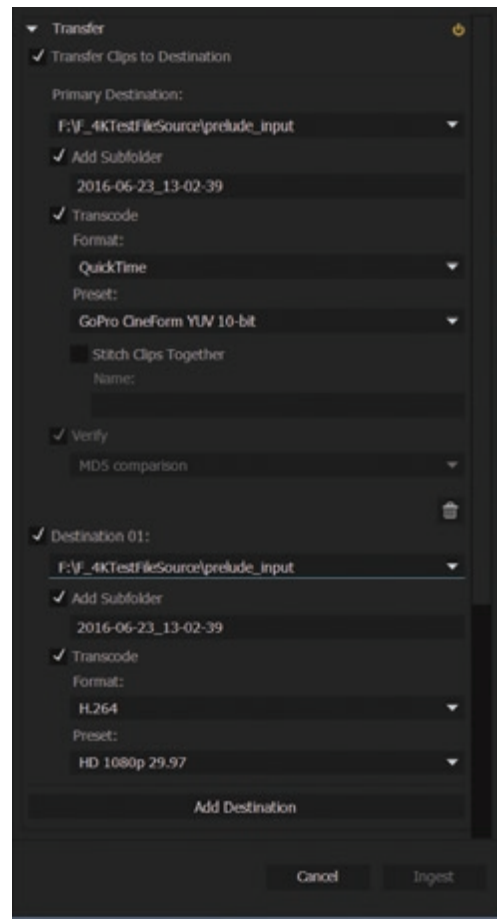 Transfer
Transfer Clips to Destination
Primary Destination:
F:\F_4KTestFileSource\prelude_input
Add Subfolder
2016-06-23_13-02-39
Transcode
Format:
QuickTime
Preset:
GoPro CineForm YUV 10-bit
Stitch Clips Together
Name:
Verify
MD5 comparison
Destination 01:
F:\F_4KTestFileSource\prelude_input
Add Subfolder
2016-06-23_13-02-39
Transcode
Format:
H.264
Preset:
HD 1080p 29.97
Add Destination
Cancel Ingest